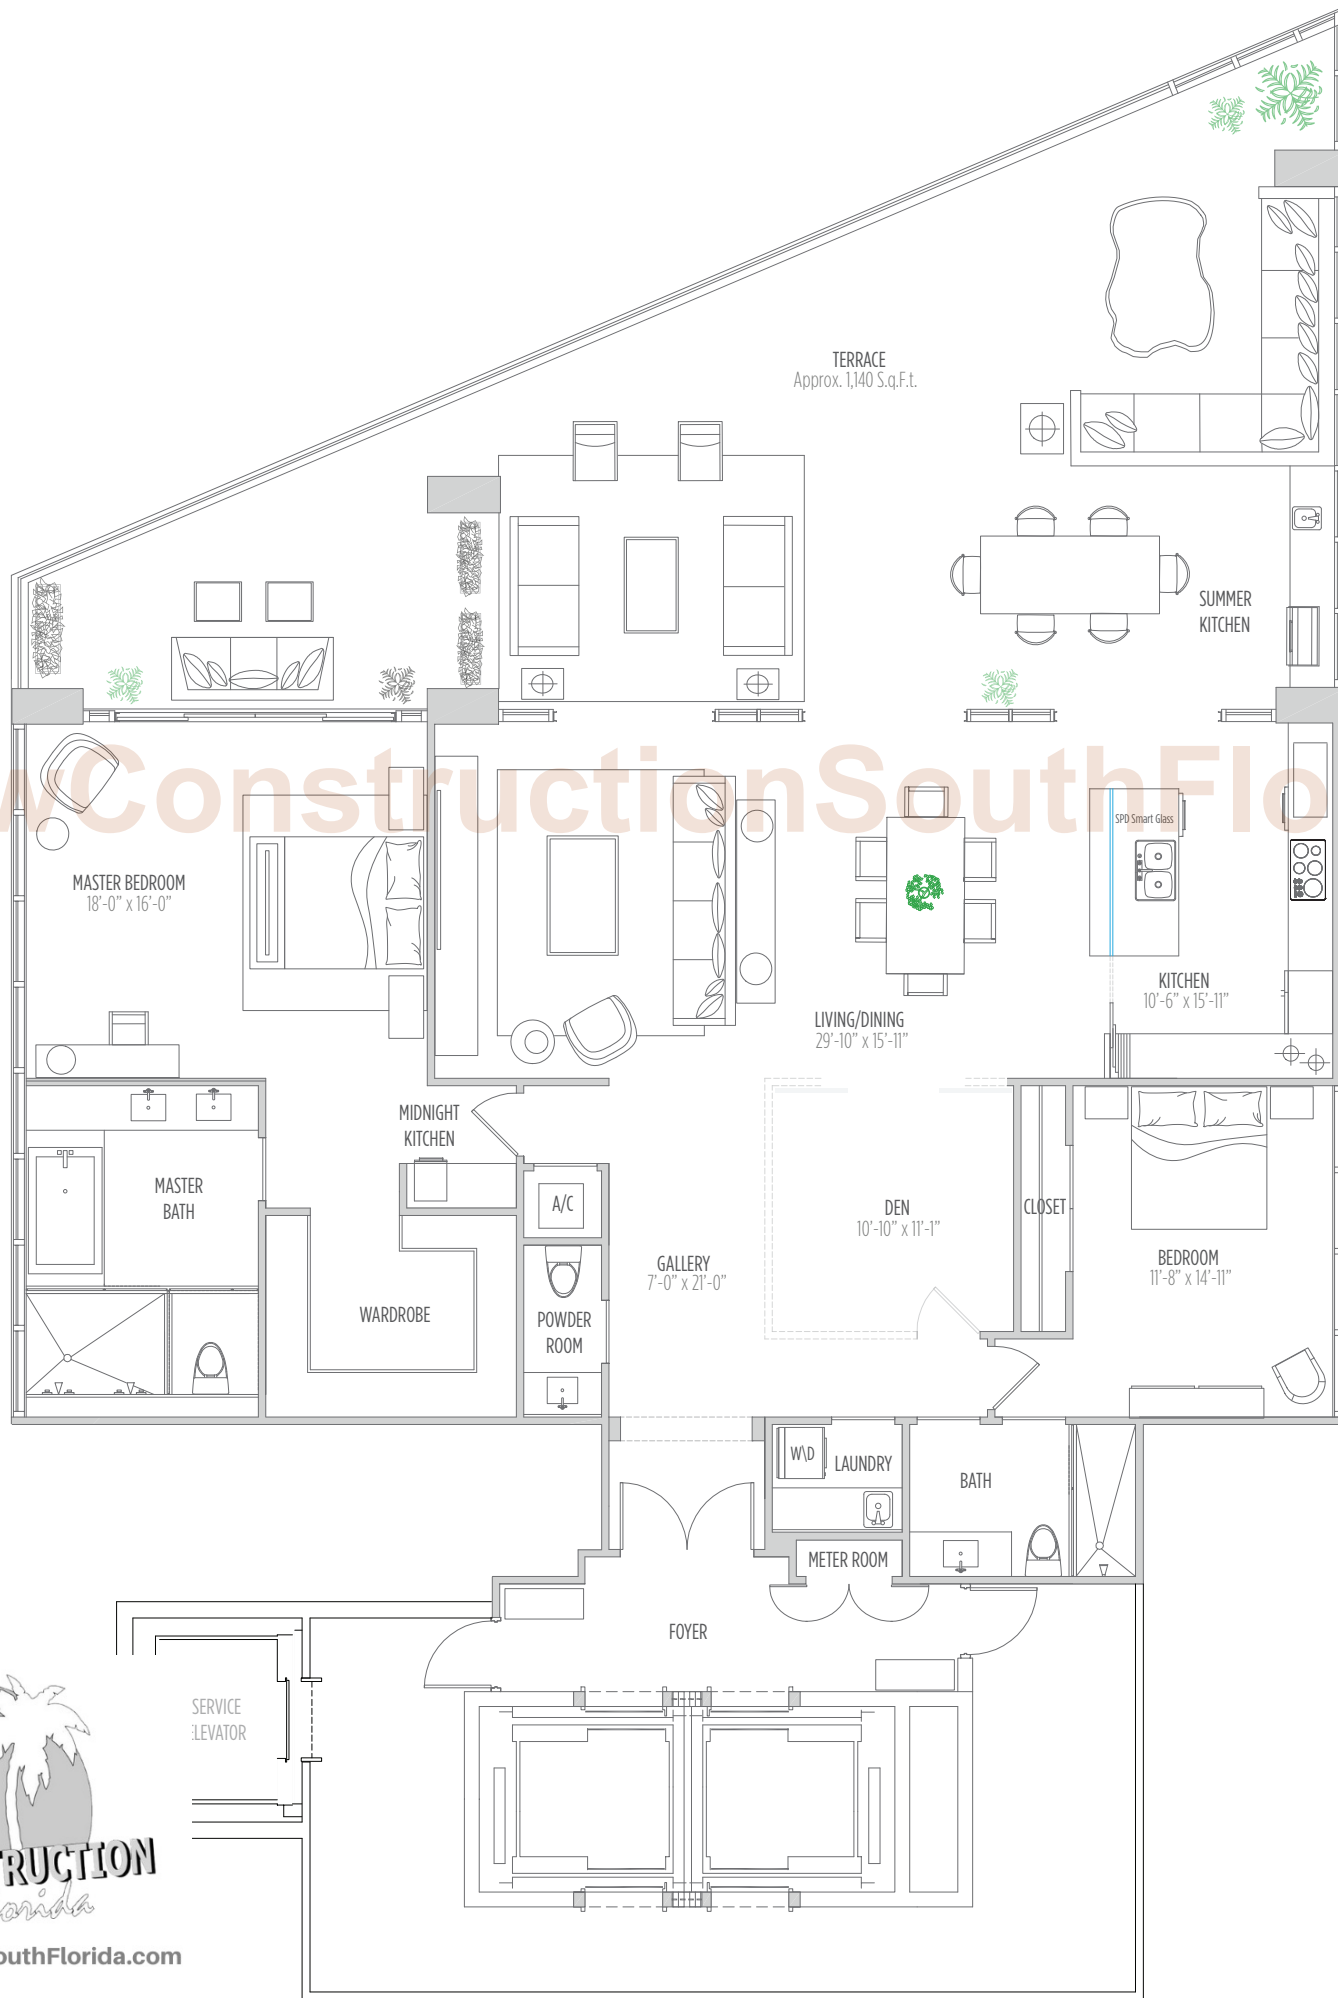 TERRACE
Approx. 1,140 S.q.F.t.
SUMMER
KITCHEN
wConstructionSouthFlo
SPD Smart Glass
MASTER BEDROOM
18'-0" x 16'-0"
KITCHEN
10'-6" x 15'-11"
LIVING/DINING
29'-10" x 15'-11"
MIDNIGHT
KITCHEN
MASTER
BATH
A/C
DEN
10'-10" x 11'-1"
CLOSET
BEDROOM
11'-8" x 14'-11"
GALLERY
7'-0" x 21'-0"
WARDROBE
POWDER
ROOM
W\D
LAUNDRY
BATH
METER ROOM
FOYER
SERVICE
ELEVATOR
RUCTION
orida
outhFlorida.com